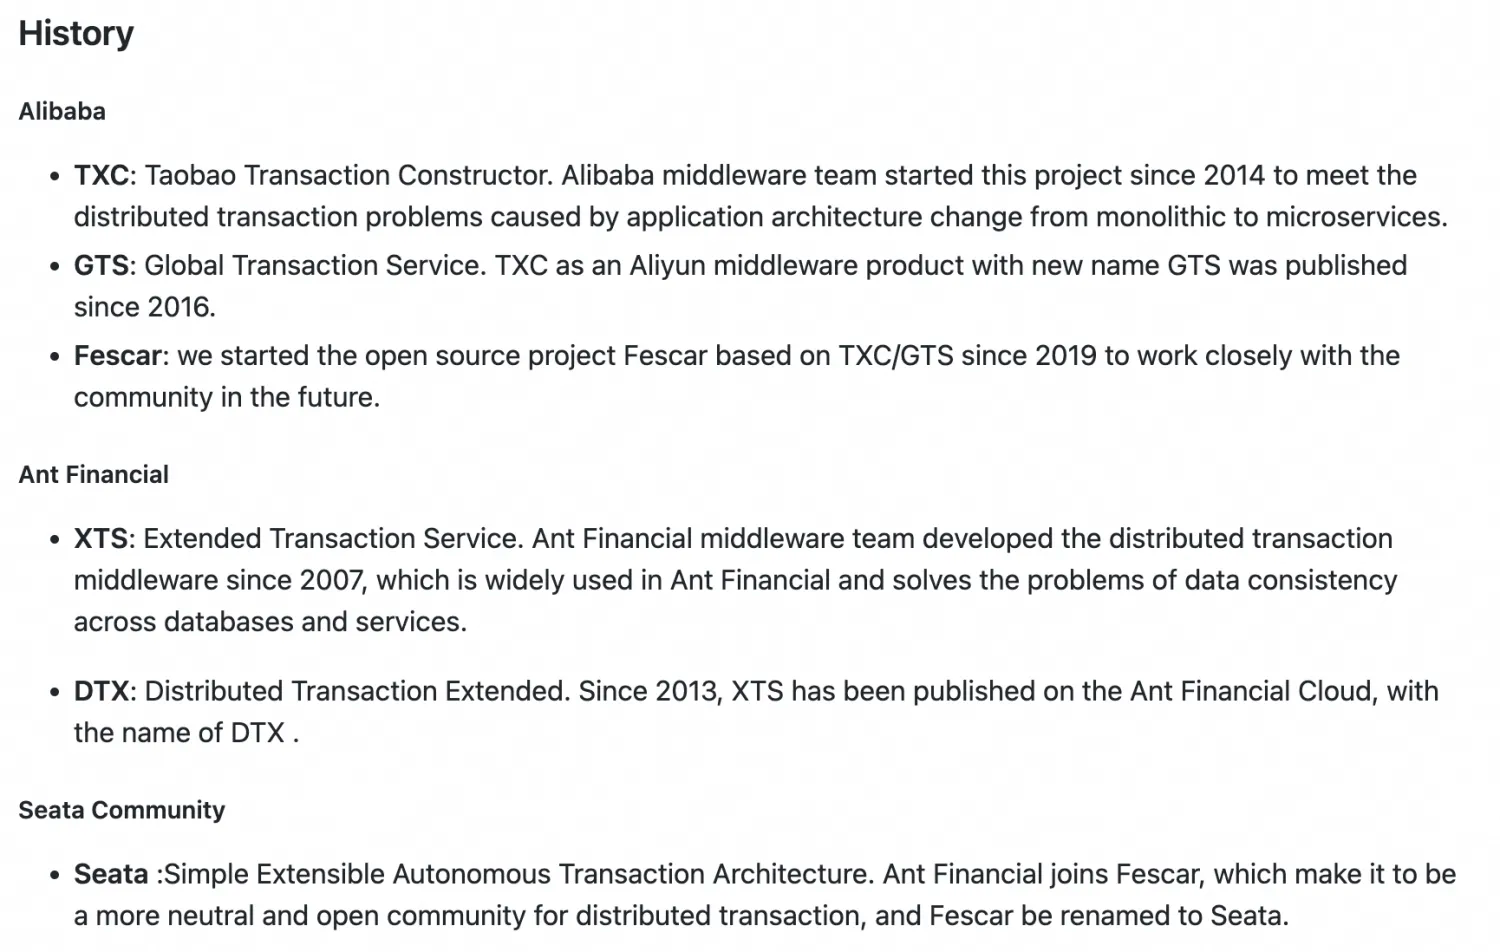 History
Alibaba
• TXC: Taobao Transaction Constructor. Alibaba middleware team started this project since 2014 to meet the
distributed transaction problems caused by application architecture change from monolithic to microservices.
• GTS: Global Transaction Service. TXC as an Aliyun middleware product with new name GTS was published
since 2016.
• Fescar: we started the open source project Fescar based on TXC/GTS since 2019 to work closely with the
community in the future.
Ant Financial
• XTS: Extended Transaction Service. Ant Financial middleware team developed the distributed transaction
middleware since 2007, which is widely used in Ant Financial and solves the problems of data consistency
across databases and services.
• DTX: Distributed Transaction Extended. Since 2013, XTS has been published on the Ant Financial Cloud, with
the name of DTX .
Seata Community
• Seata :Simple Extensible Autonomous Transaction Architecture. Ant Financial joins Fescar, which make it to be
a more neutral and open community for distributed transaction, and Fescar be renamed to Seata.